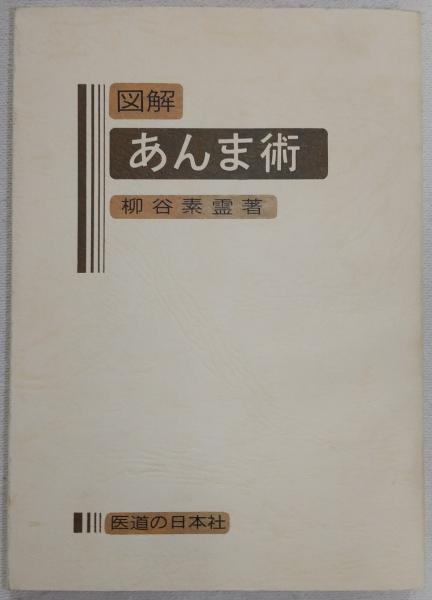 図解
あんま術
柳谷素霊著
医道の日本社